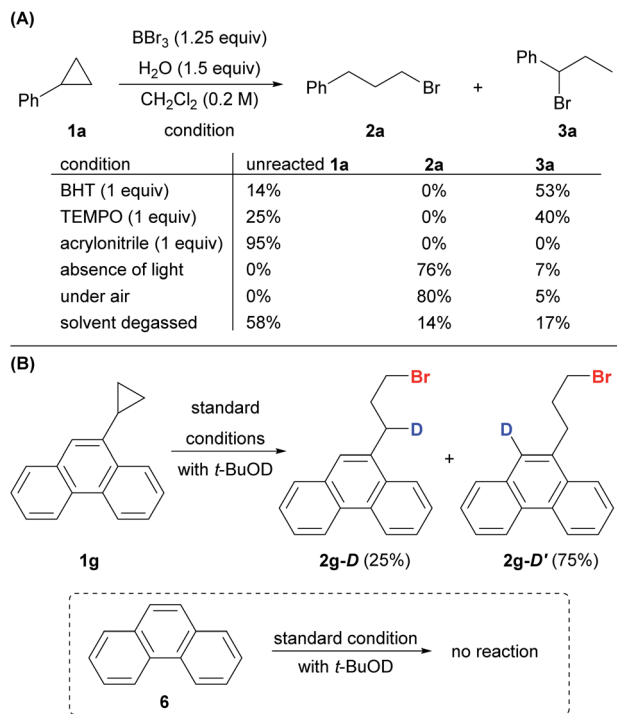 (A)
BBr3 (1.25 equiv)
H2O (1.5 equiv)
CH2Cl2 (0.2 M)
condition
Ph
1a
Ph
Br
2a
+
Ph
Br
3a
condition unreacted 1a 2a 3a
BHT (1 equiv) 14% 0% 53%
TEMPO (1 equiv) 25% 0% 40%
acrylonitrile (1 equiv) 95% 0% 0%
absence of light 0% 76% 7%
under air 0% 80% 5%
solvent degassed 58% 14% 17%
(B)
1g
standard
conditions
with t-BuOD
Br
D
2g-D (25%)
+
Br
D
2g-D' (75%)
6
standard condition
with t-BuOD
no reaction